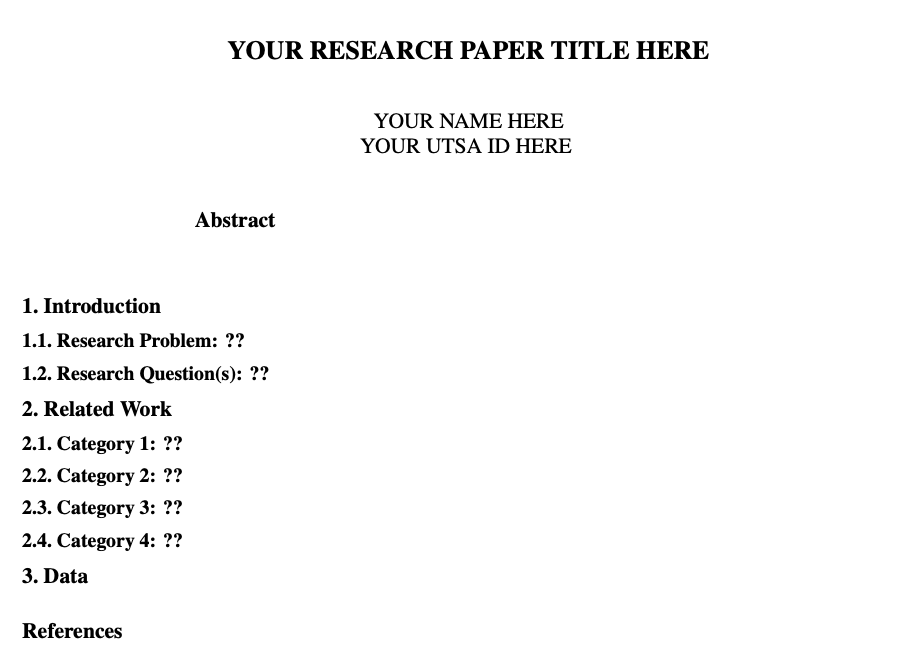 YOUR RESEARCH PAPER TITLE HERE
YOUR NAME HERE
YOUR UTSA ID HERE
Abstract
1. Introduction
1.1. Research Problem: ??
1.2. Research Question(s): ??
2. Related Work
2.1. Category 1: ??
2.2. Category 2: ??
2.3. Category 3: ??
2.4. Category 4: ??
3. Data
References